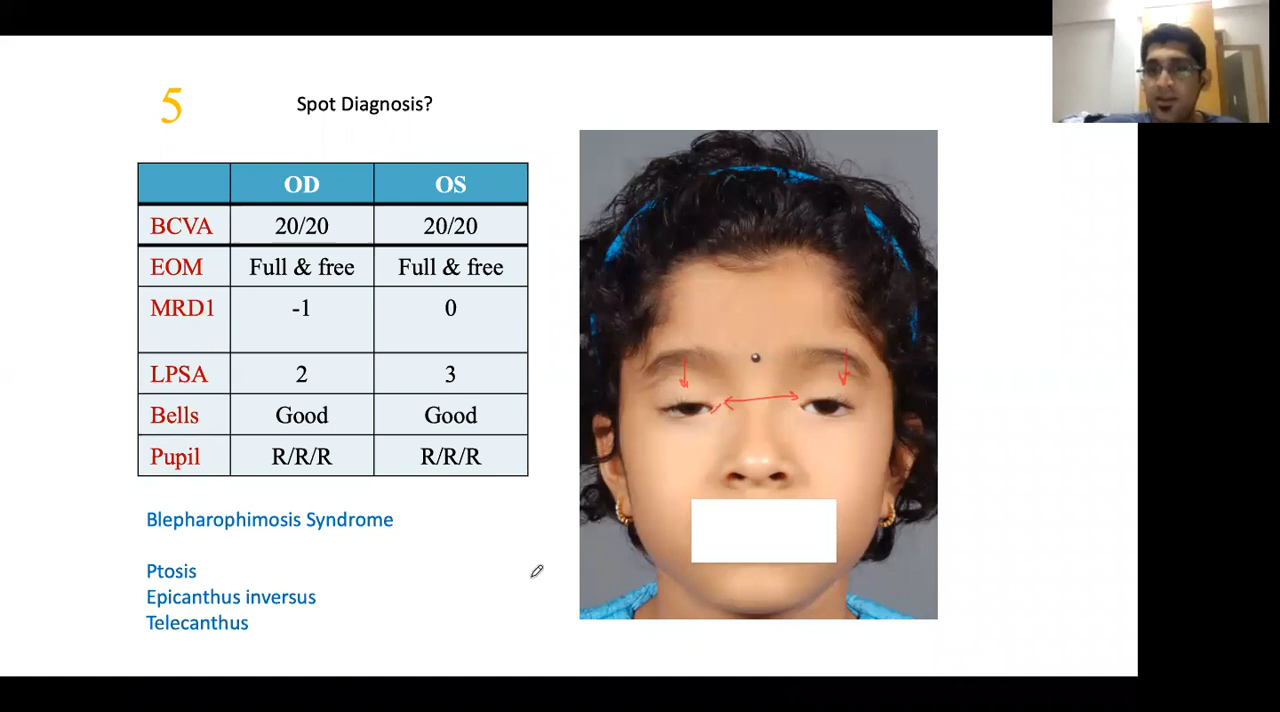 5
Spot Diagnosis?
OD OS
BCVA 20/20 20/20
EOM Full & free Full & free
MRD1 -1 0
LPSA 2 3
Bells Good Good
Pupil R/R/R R/R/R
Blepharophimosis Syndrome
Ptosis
Epicanthus inversus
Telecanthus